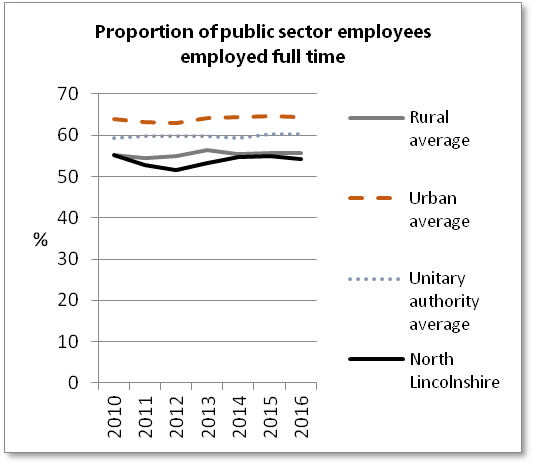 Proportion of public sector employees
employed full time
70
60
50
40
30
20
10
0
%
2010
2011
2012
2013
2014
2015
2016
Rural
average
Urban
average
Unitary
authority
average
North
Lincolnshire